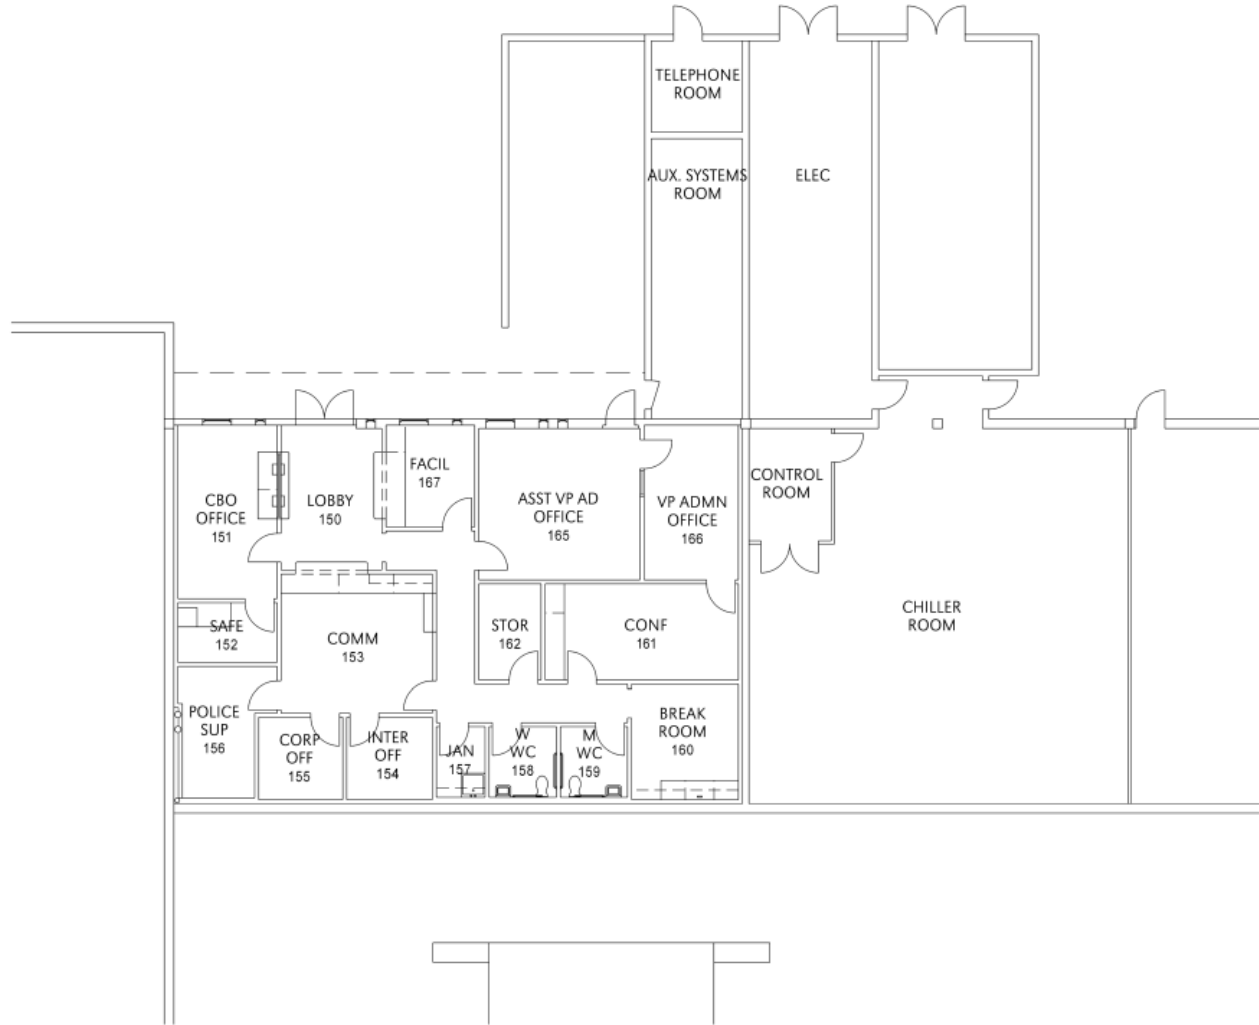 TELEPHONE
ROOM
AUX. SYSTEMS
ROOM
ELEC
CBO
OFFICE
151
LOBBY
150
FACIL
167
ASST VP AD
OFFICE
165
VP ADMN
OFFICE
166
CONTROL
ROOM
CHILLER
ROOM
SAFE
152
COMM
153
STOR
162
CONF
161
POLICE
SUP
156
CORP
OFF
155
INTER
OFF
154
JAN
157
W
WC
158
M
WC
159
BREAK
ROOM
160